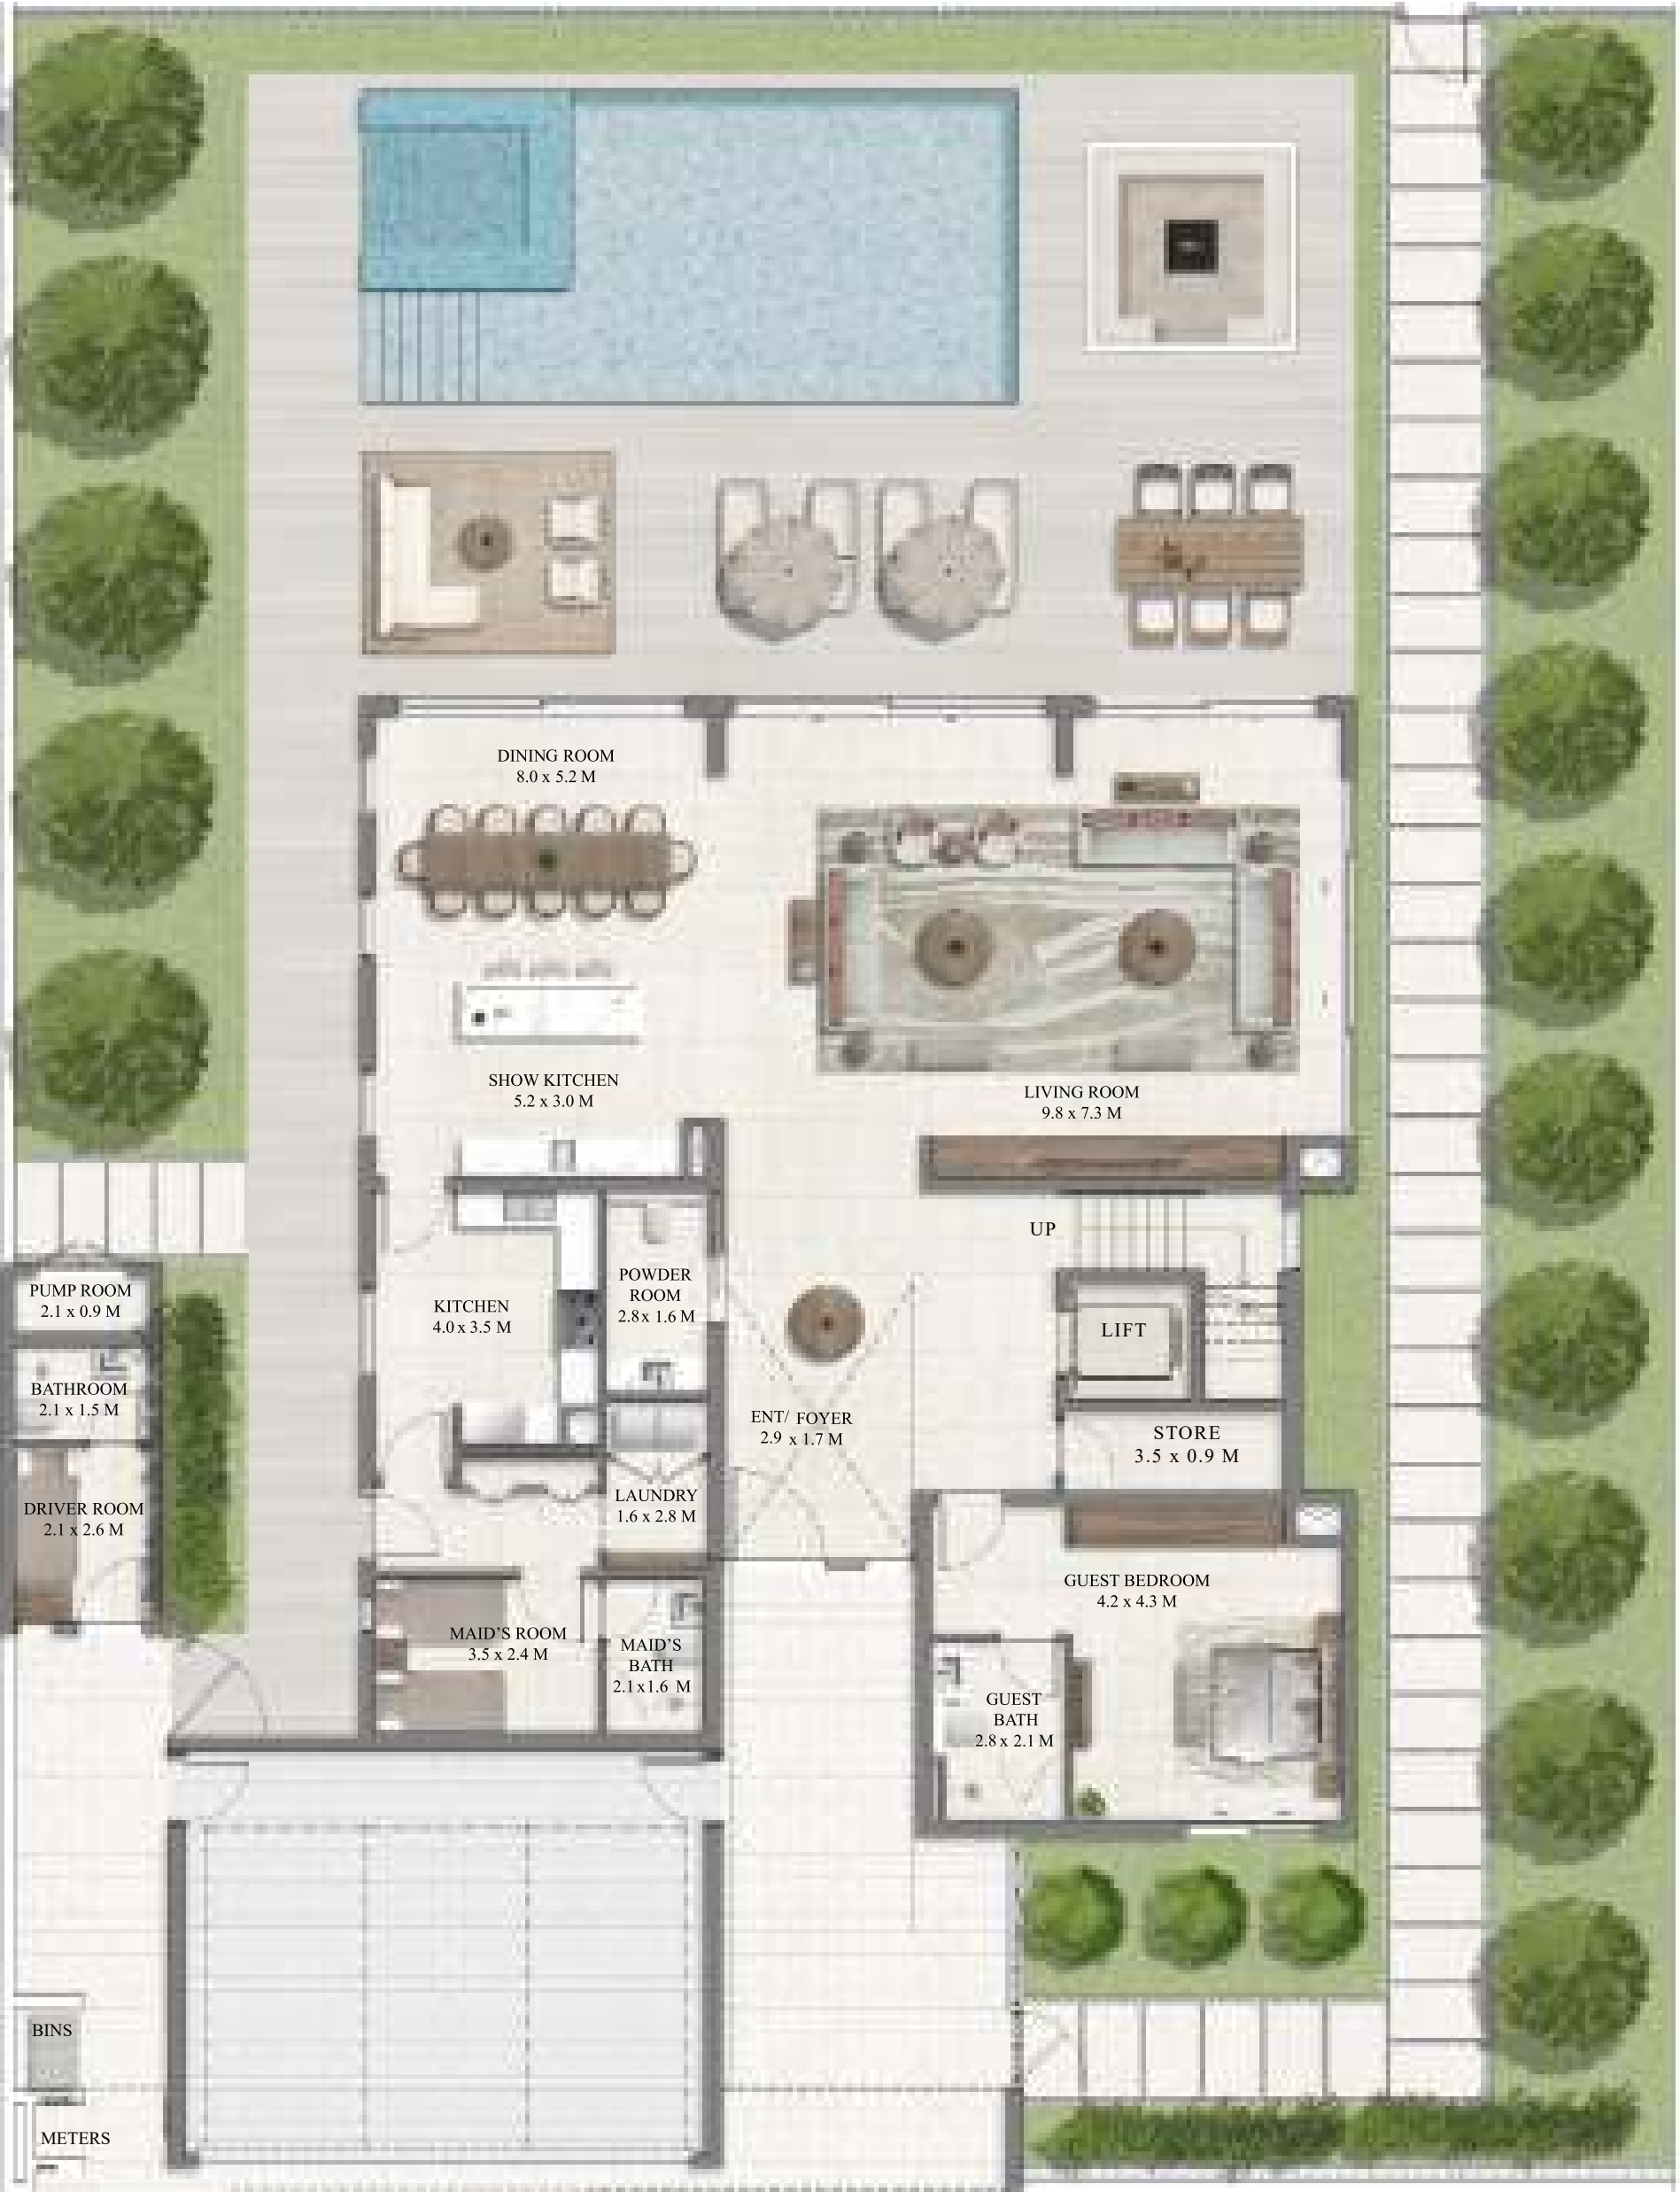 DINING ROOM
8.0 x 5.2 M
SHOW KITCHEN
5.2 x 3.0 M
LIVING ROOM
9.8 x 7.3 M
UP
PUMP ROOM
2.1 x 0.9 M
KITCHEN
4.0 x 3.5 M
POWDER
ROOM
2.8 x 1.6 M
LIFT
BATHROOM
2.1 x 1.5 M
ENT/ FOYER
2.9 x 1.7 M
STORE
3.5 x 0.9 M
DRIVER ROOM
2.1 x 2.6 M
LAUNDRY
1.6 x 2.8 M
GUEST BEDROOM
4.2 x 4.3 M
MAID’S ROOM
3.5 x 2.4 M
MAID’S
BATH
2.1 x1.6 M
GUEST
BATH
2.8 x 2.1 M
BINS
METERS